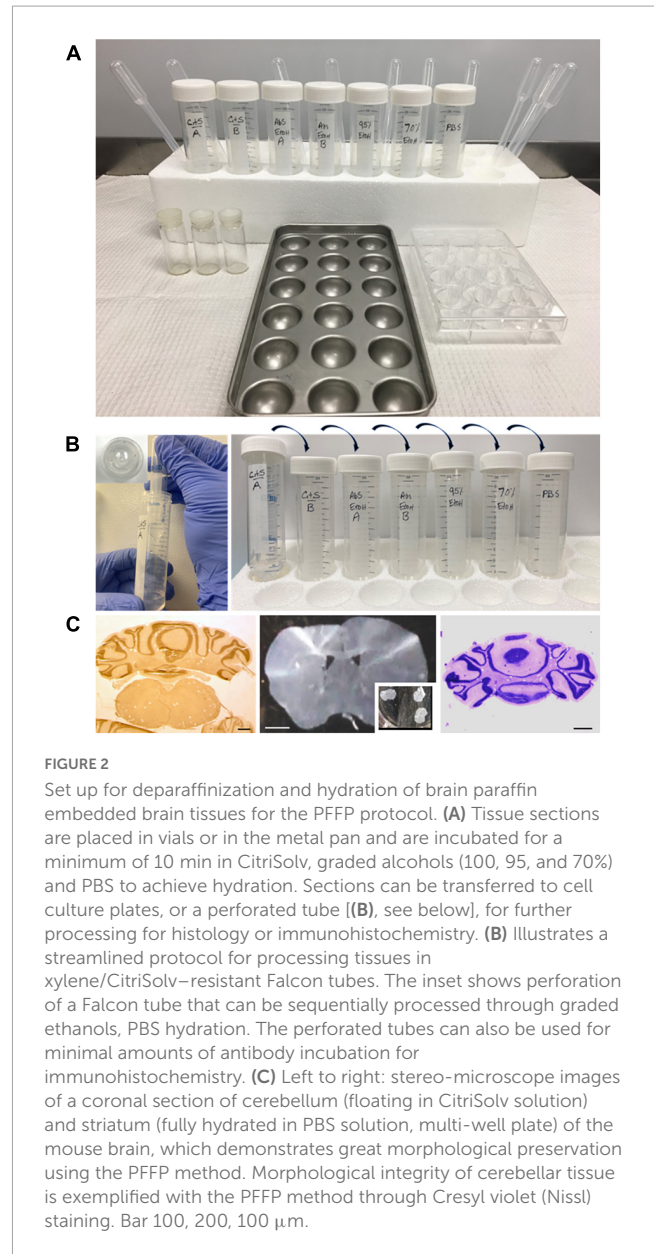 A
CitS
A
CitS
B
AbS
EtoH
A
Abs
EtoH
B
95%
EtoH
70%
EtoH
PBS
B
CitS
A
CitS
B
AbS
EtoH
A
Abs
EtoH
B
95%
EtoH
70%
EtoH
PBS
C
FIGURE 2
Set up for deparaffinization and hydration of brain paraffin
embedded brain tissues for the PFFP protocol. (A) Tissue sections
are placed in vials or in the metal pan and are incubated for a
minimum of 10 min in CitriSolv, graded alcohols (100, 95, and 70%)
and PBS to achieve hydration. Sections can be transferred to cell
culture plates, or a perforated tube [(B), see below], for further
processing for histology or immunohistochemistry. (B) Illustrates a
streamlined protocol for processing tissues in
xylene/CitriSolv–resistant Falcon tubes. The inset shows perforation
of a Falcon tube that can be sequentially processed through graded
ethanols, PBS hydration. The perforated tubes can also be used for
minimal amounts of antibody incubation for
immunohistochemistry. (C) Left to right: stereo-microscope images
of a coronal section of cerebellum (floating in CitriSolv solution)
and striatum (fully hydrated in PBS solution, multi-well plate) of the
mouse brain, which demonstrates great morphological preservation
using the PFFP method. Morphological integrity of cerebellar tissue
is exemplified with the PFFP method through Cresyl violet (Nissl)
staining. Bar 100, 200, 100 μm.